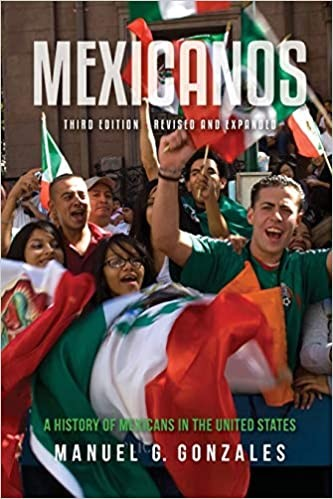 MEXICANOS
THIRD EDITION REVISED AND EXPANDED
A HISTORY OF MEXICANS IN THE UNITED STATES
MANUEL G. GONZALES